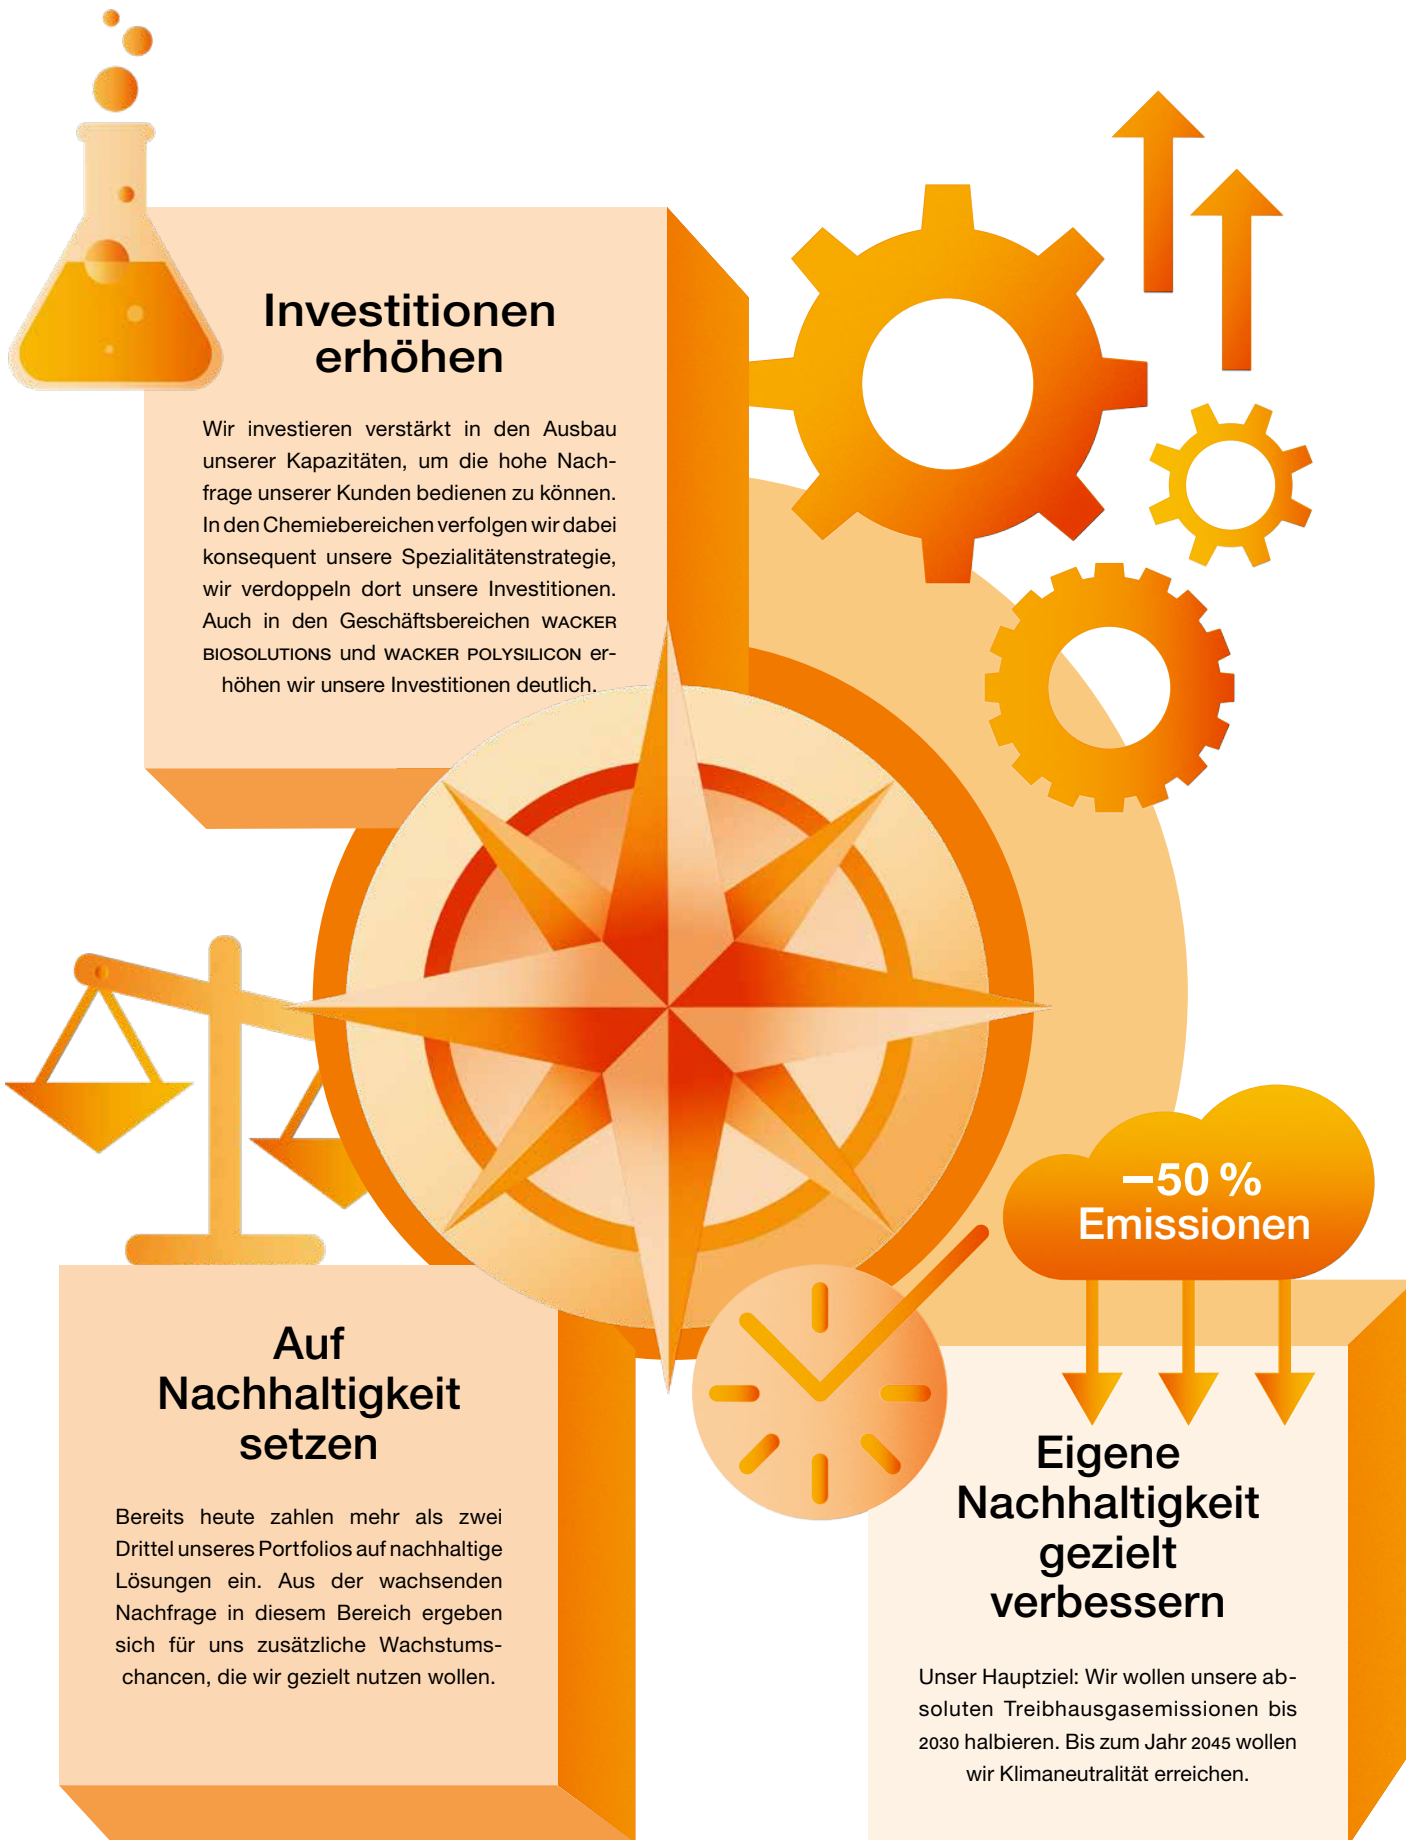 Investitionen
erhöhen
Wir investieren verstärkt in den Ausbau
unserer Kapazitäten, um die hohe Nach-
frage unserer Kunden bedienen zu können.
In den Chemiebereichen verfolgen wir dabei
konsequent unsere Spezialitätenstrategie,
wir verdoppeln dort unsere Investitionen.
Auch in den Geschäftsbereichen WACKER
BIOSOLUTIONS und WACKER POLYSILICON er-
höhen wir unsere Investitionen deutlich.
Auf
Nachhaltigkeit
setzen
Bereits heute zahlen mehr als zwei
Drittel unseres Portfolios auf nachhaltige
Lösungen ein. Aus der wachsenden
Nachfrage in diesem Bereich ergeben
sich für uns zusätzliche Wachstums-
chancen, die wir gezielt nutzen wollen.
–50 %
Emissionen
Eigene
Nachhaltigkeit
gezielt
verbessern
Unser Hauptziel: Wir wollen unsere ab-
soluten Treibhausgasemissionen bis
2030 halbieren. Bis zum Jahr 2045 wollen
wir Klimaneutralität erreichen.